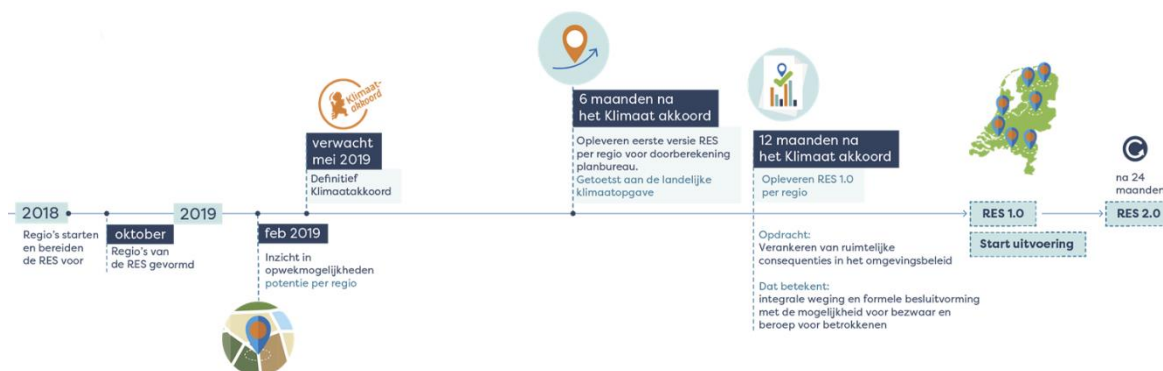 2018
Regio's starten
en bereiden
de RES voor
oktober
Regio's van
de RES gevormd
2019
feb 2019
Inzicht in
opwekmogelijkheden
potentie per regio
Klimaat-
akkoord
verwacht
mei 2019
Definitief
Klimaatakkoord
6 maanden na
het Klimaat akkoord
Opleveren eerste versie RES
per regio voor doorberekening
planbureau.
Getoetst aan de landelijke
klimaatopgave
12 maanden na
het Klimaat akkoord
Opleveren RES 1.0
per regio
Opdracht:
Verankeren van ruimtelijke
consequenties in het omgevingsbeleid
Dat betekent:
integrale weging en formele besluitvorming
met de mogelijkheid voor bezwaar en
beroep voor betrokkenen
RES 1.0
Start uitvoering
na 24
maanden
RES 2.0